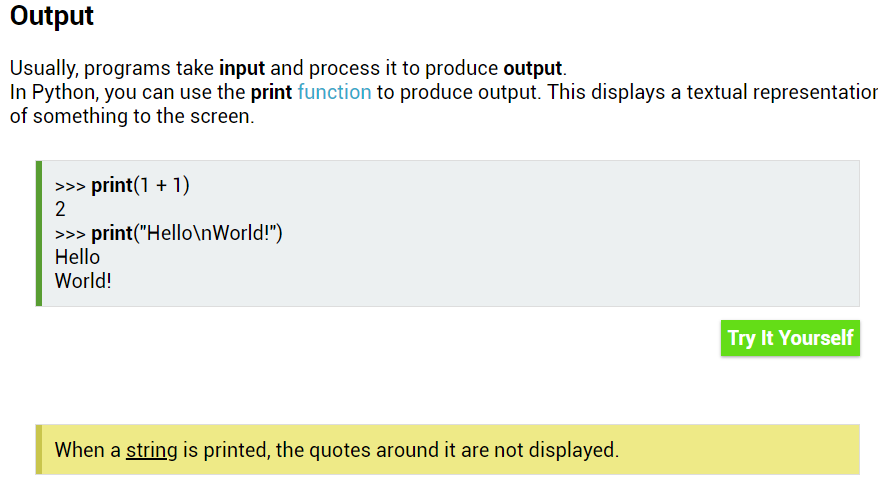 Output
Usually, programs take input and process it to produce output.
In Python, you can use the print function to produce output. This displays a textual representation
of something to the screen.
>>> print(1 + 1)
2
>>> print("Hello\nWorld!")
Hello
World!
Try It Yourself
When a string is printed, the quotes around it are not displayed.